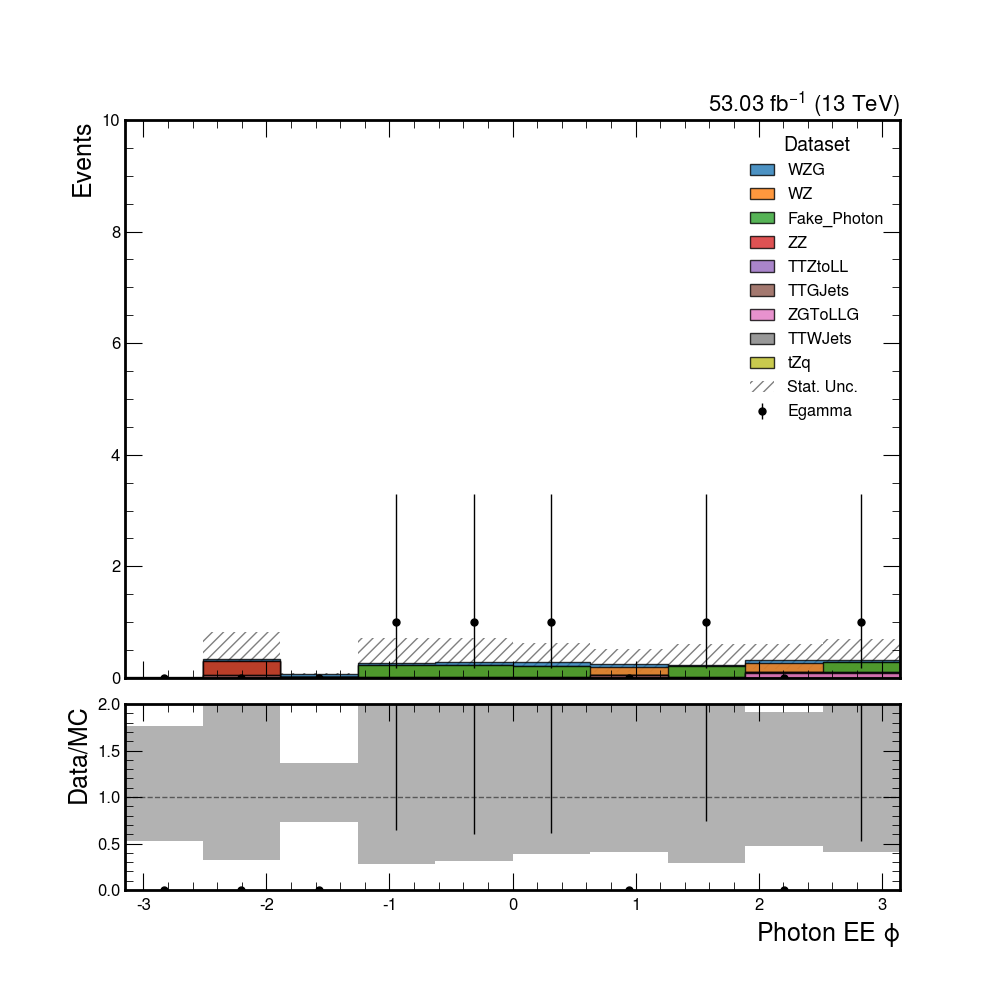 53.03 fb⁻¹ (13 TeV)
Events
10
8
6
4
2
0
Dataset
WZG
WZ
Fake_Photon
ZZ
TTZtoLL
TTGJets
ZGToLLG
TTWJets
tZq
Stat. Unc.
Egamma
Data/MC
2.0
1.5
1.0
0.5
0.0
-3 -2 -1 0 1 2 3
Photon EE ϕ